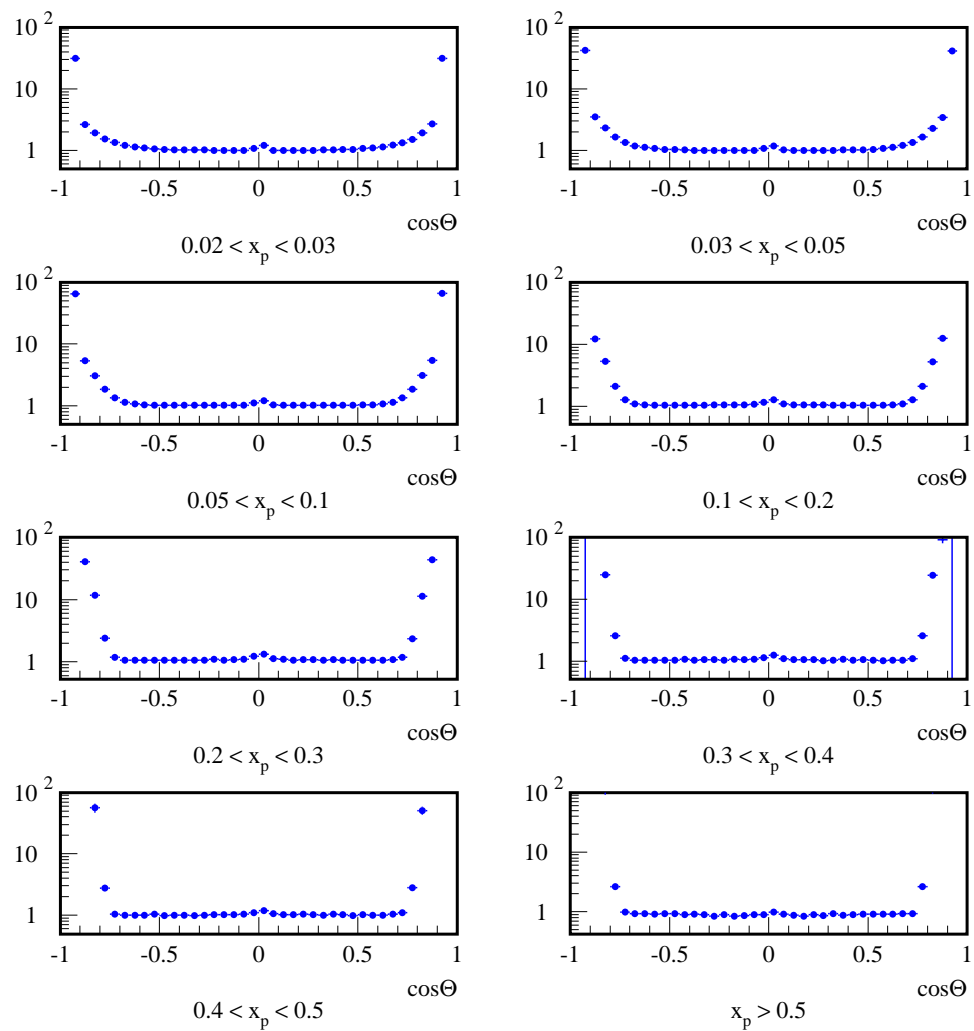 10 2
10
1
-1 -0.5 0 0.5 1
cosΘ
0.02 < x_p < 0.03
10 2
10
1
-1 -0.5 0 0.5 1
cosΘ
0.03 < x_p < 0.05
10 2
10
1
-1 -0.5 0 0.5 1
cosΘ
0.05 < x_p < 0.1
10 2
10
1
-1 -0.5 0 0.5 1
cosΘ
0.1 < x_p < 0.2
10 2
10
1
-1 -0.5 0 0.5 1
cosΘ
0.2 < x_p < 0.3
10 2
10
1
-1 -0.5 0 0.5 1
cosΘ
0.3 < x_p < 0.4
10 2
10
1
-1 -0.5 0 0.5 1
cosΘ
0.4 < x_p < 0.5
10 2
10
1
-1 -0.5 0 0.5 1
cosΘ
x_p > 0.5